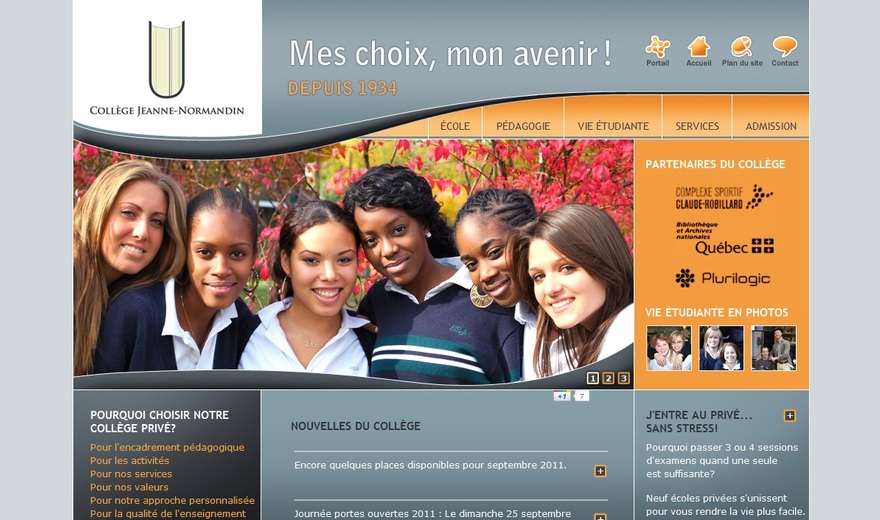 COLLÈGE JEANNE-NORMANDIN
Mes choix, mon avenir !
DEPUIS 1934
Portail
Accueil
Plan du site
Contact
ÉCOLE
PÉDAGOGIE
VIE ÉTUDIANTE
SERVICES
ADMISSION
PARTENAIRES DU COLLÈGE
COMPLEXE SPORTIF
CLAUDE-ROBILLARD
Bibliothèque
et Archives
nationales
Québec
Plurilogic
VIE ÉTUDIANTE EN PHOTOS
1 2 3
+1 7
POURQUOI CHOISIR NOTRE
COLLÈGE PRIVÉ?
Pour l'encadrement pédagogique
Pour les activités
Pour nos services
Pour nos valeurs
Pour notre approche personnalisée
Pour la qualité de l'enseignement
NOUVELLES DU COLLÈGE
Encore quelques places disponibles pour septembre 2011.
Journée portes ouvertes 2011 : Le dimanche 25 septembre
J'ENTRE AU PRIVÉ...
SANS STRESS!
Pourquoi passer 3 ou 4 sessions
d'examens quand une seule
est suffisante?
Neuf écoles privées s'unissent
pour vous rendre la vie plus facile.